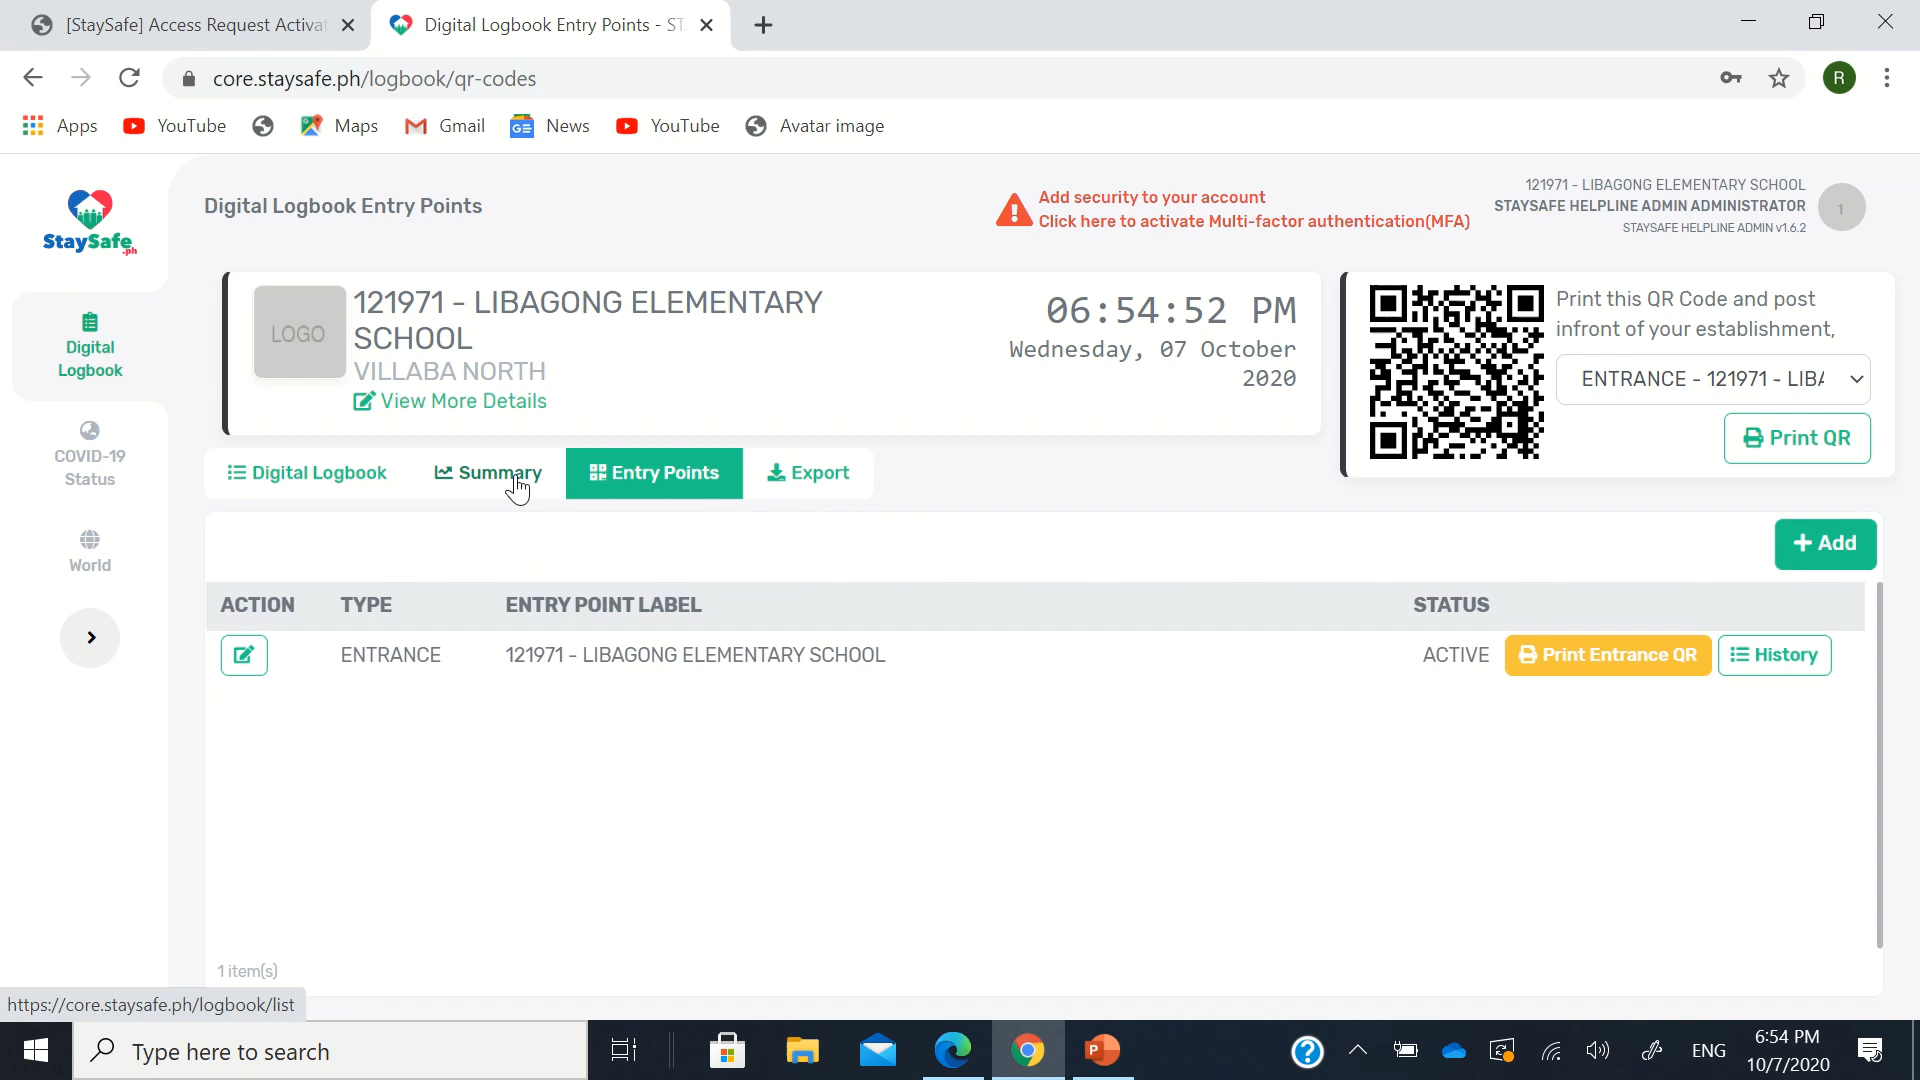 [StaySafe] Access Request Activat
Digital Logbook Entry Points - ST
core.staysafe.ph/logbook/qr-codes
R
Apps
YouTube
Maps
Gmail
News
YouTube
Avatar image
StaySafe.ph
Digital Logbook Entry Points
Add security to your account
Click here to activate Multi-factor authentication(MFA)
121971 - LIBAGONG ELEMENTARY SCHOOL
STAYSAFE HELPLINE ADMIN ADMINISTRATOR
STAYSAFE HELPLINE ADMIN v1.6.2
1
Digital
Logbook
COVID-19
Status
World
LOGO
121971 - LIBAGONG ELEMENTARY
SCHOOL
VILLABA NORTH
View More Details
06:54:52 PM
Wednesday, 07 October
2020
Print this QR Code and post
infront of your establishment,
ENTRANCE - 121971 - LIBA
Print QR
Digital Logbook
Summary
Entry Points
Export
Add
ACTION TYPE ENTRY POINT LABEL STATUS
ENTRANCE 121971 - LIBAGONG ELEMENTARY SCHOOL ACTIVE Print Entrance QR History
1 item(s)
https://core.staysafe.ph/logbook/list
Type here to search
ENG
6:54 PM
10/7/2020